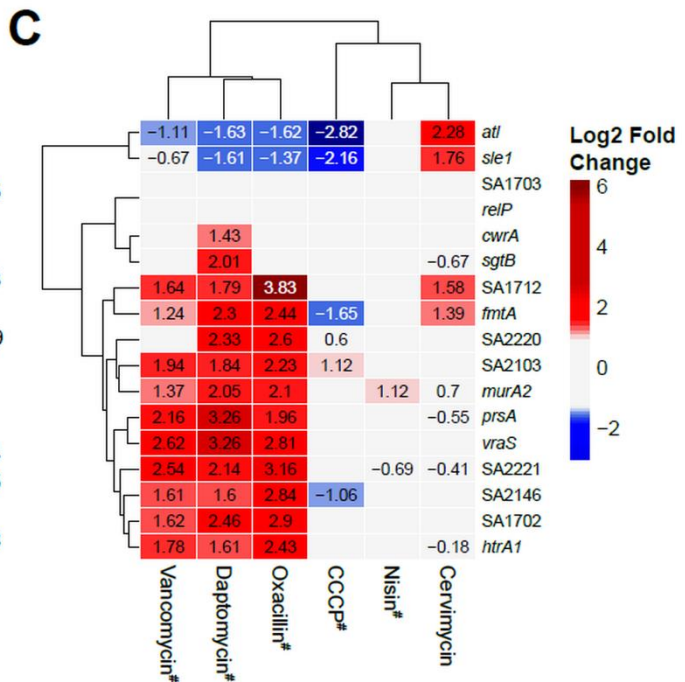 C
−1.11 −1.63 −1.62 −2.82 2.28 atl
−0.67 −1.61 −1.37 −2.16 1.76 sle1
SA1703
relP
1.43 cwrA
2.01 −0.67 sgtB
1.64 1.79 3.83 1.58 SA1712
1.24 2.3 2.44 −1.65 1.39 fmtA
2.33 2.6 0.6 SA2220
1.94 1.84 2.23 1.12 SA2103
1.37 2.05 2.1 1.12 0.7 murA2
2.16 3.26 1.96 −0.55 prsA
2.62 3.26 2.81 vraS
2.54 2.14 3.16 −0.69 −0.41 SA2221
1.61 1.6 2.84 −1.06 SA2146
1.62 2.46 2.9 SA1702
1.78 1.61 2.43 −0.18 htrA1
Vancomycin#
Daptomycin#
Oxacillin#
CCCP#
Nisin#
Cervimycin
Log2 Fold
Change
6
4
2
0
−2